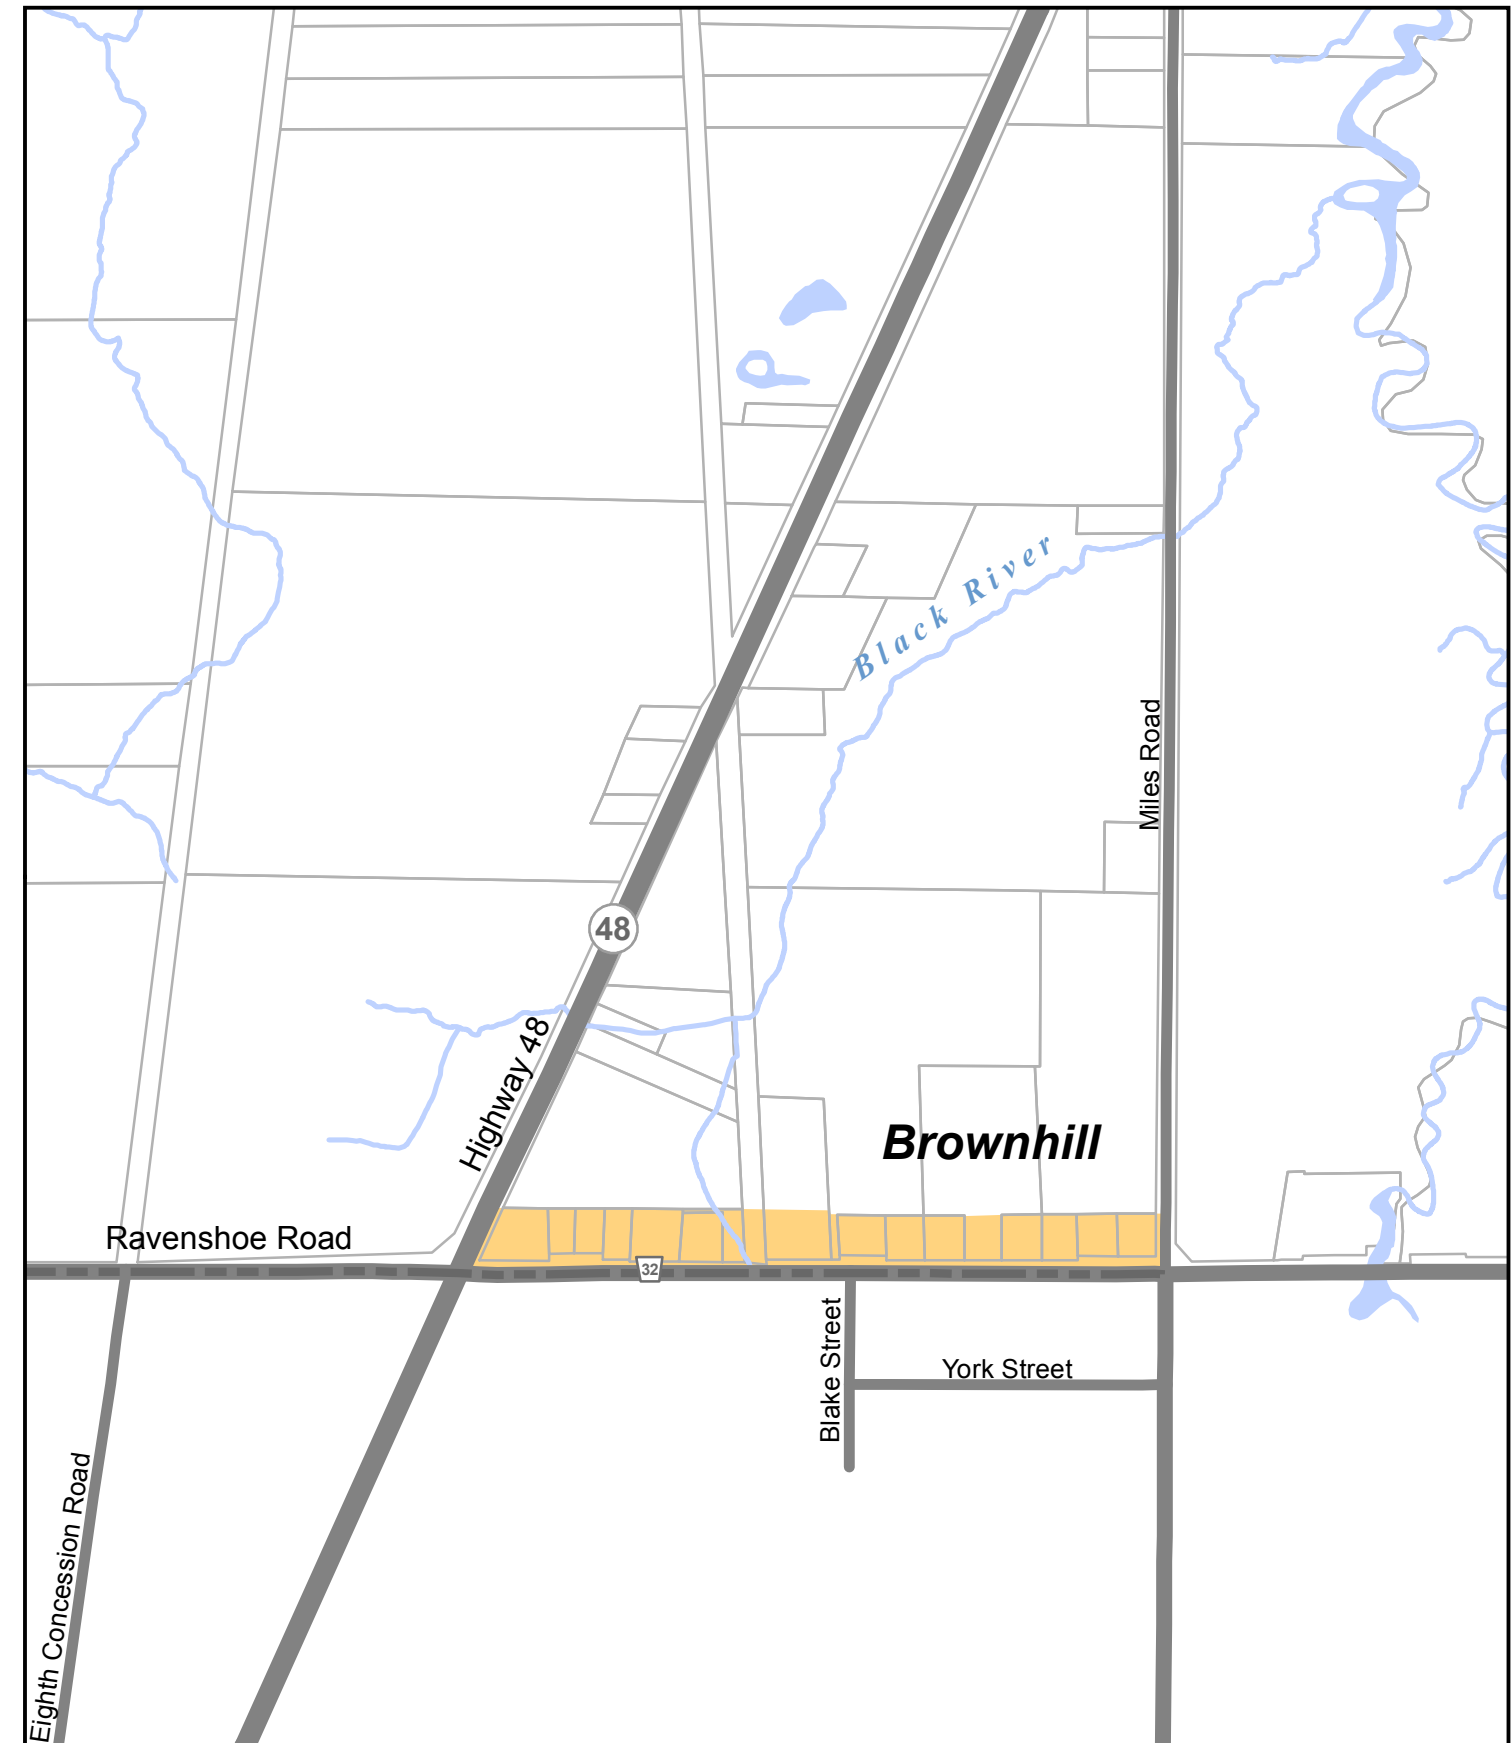 Black River
Miles Road
48
Highway 48
Brownhill
Ravenshoe Road
32
Blake Street
York Street
Eighth Concession Road